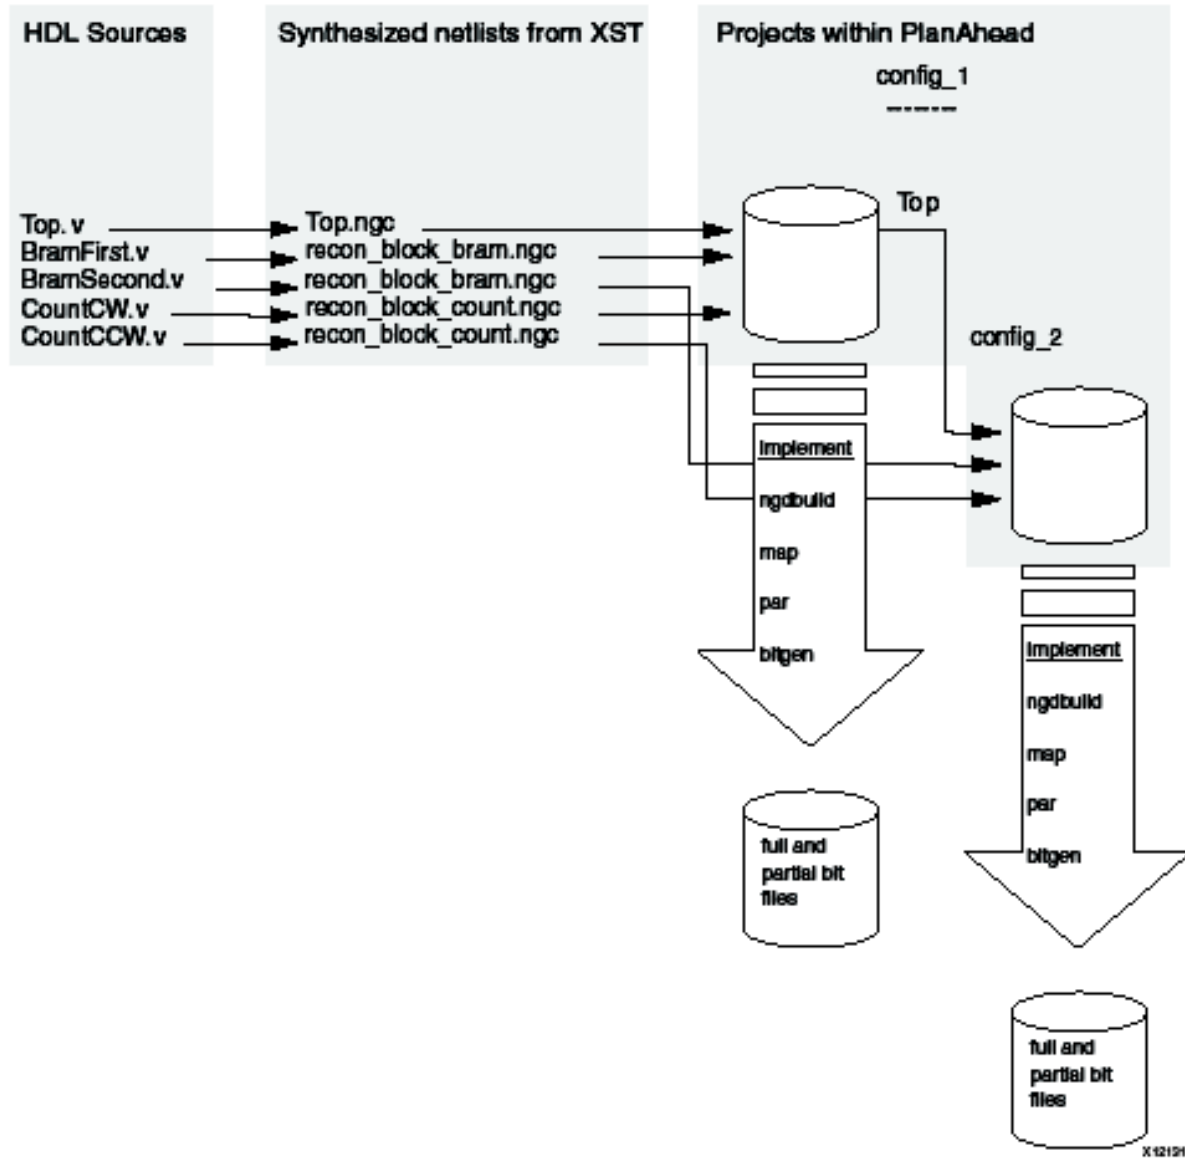 HDL Sources
Synthesized netlists from XST
Projects within PlanAhead
config_1
--------
Top.v
BramFirst.v
BramSecond.v
CountCW.v
CountCCW.v
Top.ngc
recon_block_bram.ngc
recon_block_bram.ngc
recon_block_count.ngc
recon_block_count.ngc
Top
config_2
Implement
ngdbuild
map
par
bitgen
full and
partial bit
files
Implement
ngdbuild
map
par
bitgen
full and
partial bit
files
X12131